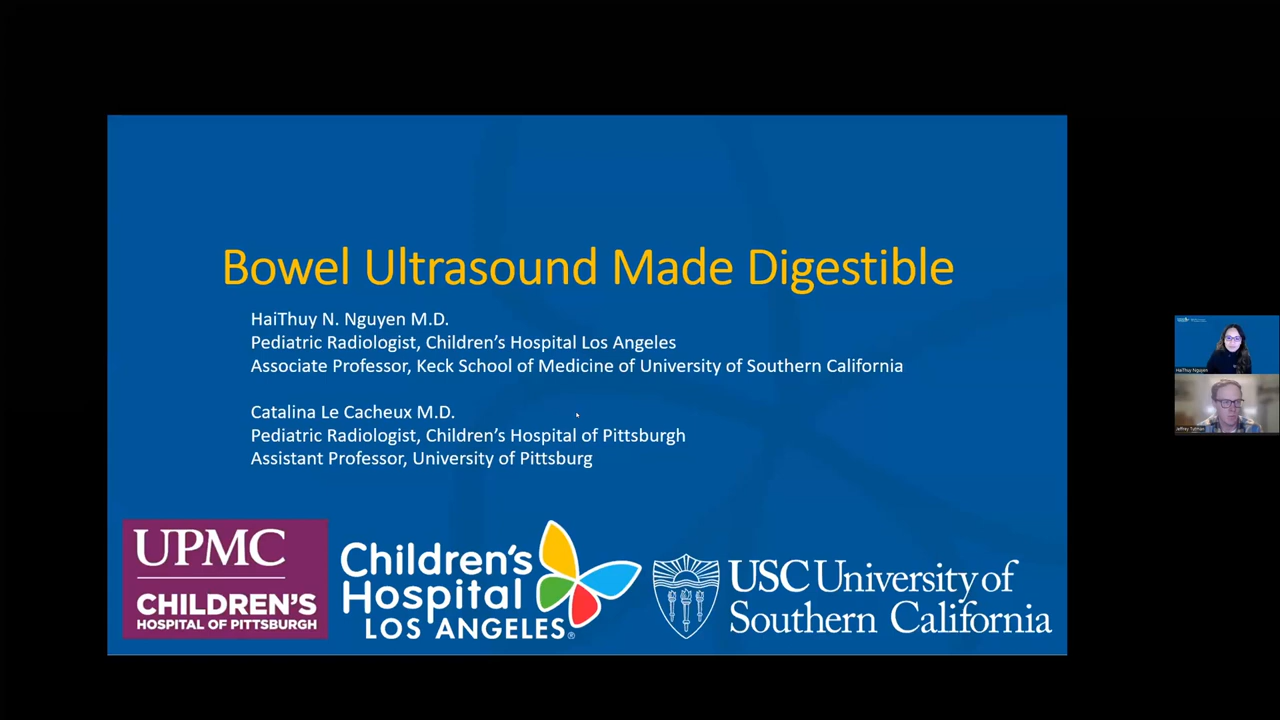 Bowel Ultrasound Made Digestible
HaiThuy N. Nguyen M.D.
Pediatric Radiologist, Children's Hospital Los Angeles
Associate Professor, Keck School of Medicine of University of Southern California
Catalina Le Cacheux M.D.
Pediatric Radiologist, Children's Hospital of Pittsburgh
Assistant Professor, University of Pittsburg
UPMC
CHILDREN'S
HOSPITAL OF PITTSBURGH
Children's
Hospital
LOS ANGELES®
USC University of
Southern California
HaiThuy Nguyen